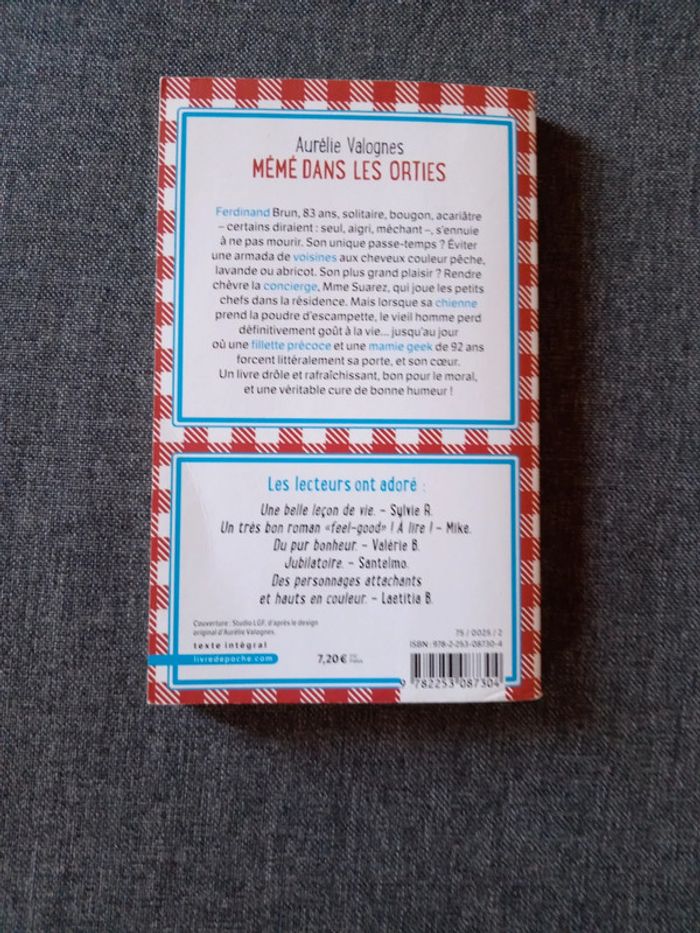 Aurélie Valognes
MÉMÉ DANS LES ORTIES
Ferdinand Brun, 83 ans, solitaire, bougon, acariâtre
– certains diraient : seul, aigri, méchant –, s'ennuie
à ne pas mourir. Son unique passe-temps ? Éviter
une armada de voisines aux cheveux couleur pêche,
lavande ou abricot. Son plus grand plaisir ? Rendre
chèvre la concierge, Mme Suarez, qui joue les petits
chefs dans la résidence. Mais lorsque sa chienne
prend la poudre d'escampette, le vieil homme perd
définitivement goût à la vie... jusqu'au jour
où une fillette précoce et une mamie geek de 92 ans
forcent littéralement sa porte, et son cœur.
Un livre drôle et rafraîchissant, bon pour le moral,
et une véritable cure de bonne humeur !
Les lecteurs ont adoré :
Une belle leçon de vie. – Sylvie R.
Un très bon roman «feel-good» ! À lire ! – Mike.
Du pur bonheur. – Valérie B.
Jubilatoire. – Santelmo.
Des personnages attachants
et hauts en couleur. – Laetitia B.
Couverture : Studio LGF, d'après le design
original d'Aurélie Valognes.
texte intégral
livredepoche.com
7,20 €
75 / 0025 / 2
ISBN : 978-2-253-08730-4
9 782253 087304